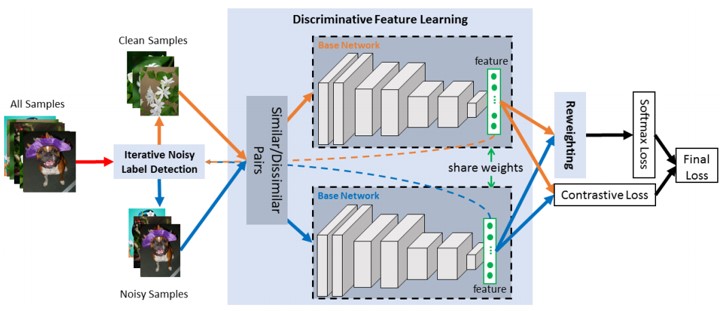 Discriminative Feature Learning
Clean Samples
All Samples
Iterative Noisy
Label Detection
Noisy Samples
Similar/Dissimilar
Pairs
Base Network
feature
share weights
Base Network
feature
Reweighting
Softmax Loss
Contrastive Loss
Final
Loss